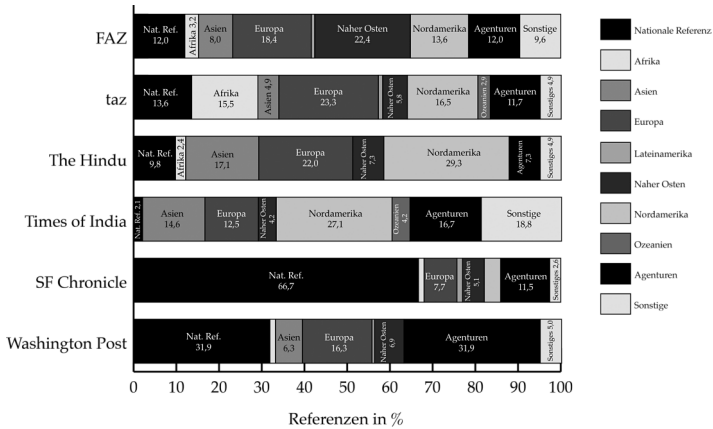 FAZ
Nat. Ref.
12,0
Afrika 3,2
Asien
8,0
Europa
18,4
Naher Osten
22,4
Nordamerika
13,6
Agenturen
12,0
Sonstige
9,6
taz
Nat. Ref.
13,6
Afrika
15,5
Asien 4,9
Europa
23,3
Naher Osten
5,8
Nordamerika
16,5
Ozeanien 2,9
Agenturen
11,7
Sonstiges 4,9
The Hindu
Nat. Ref.
9,8
Afrika 2,4
Asien
17,1
Europa
22,0
Naher Osten
7,3
Nordamerika
29,3
Agenturen
7,3
Sonstiges 4,9
Times of India
Nat. Ref. 2,1
Asien
14,6
Europa
12,5
Naher Osten
4,2
Nordamerika
27,1
Ozeanien
4,2
Agenturen
16,7
Sonstige
18,8
SF Chronicle
Nat. Ref.
66,7
Europa
7,7
Naher Osten
5,1
Agenturen
11,5
Sonstiges 2,6
Washington Post
Nat. Ref.
31,9
Asien
6,3
Europa
16,3
Naher Osten
6,9
Agenturen
31,9
Sonstiges 5,0
0 10 20 30 40 50 60 70 80 90 100
Referenzen in %
Nationale Referenz
Afrika
Asien
Europa
Lateinamerika
Naher Osten
Nordamerika
Ozeanien
Agenturen
Sonstige